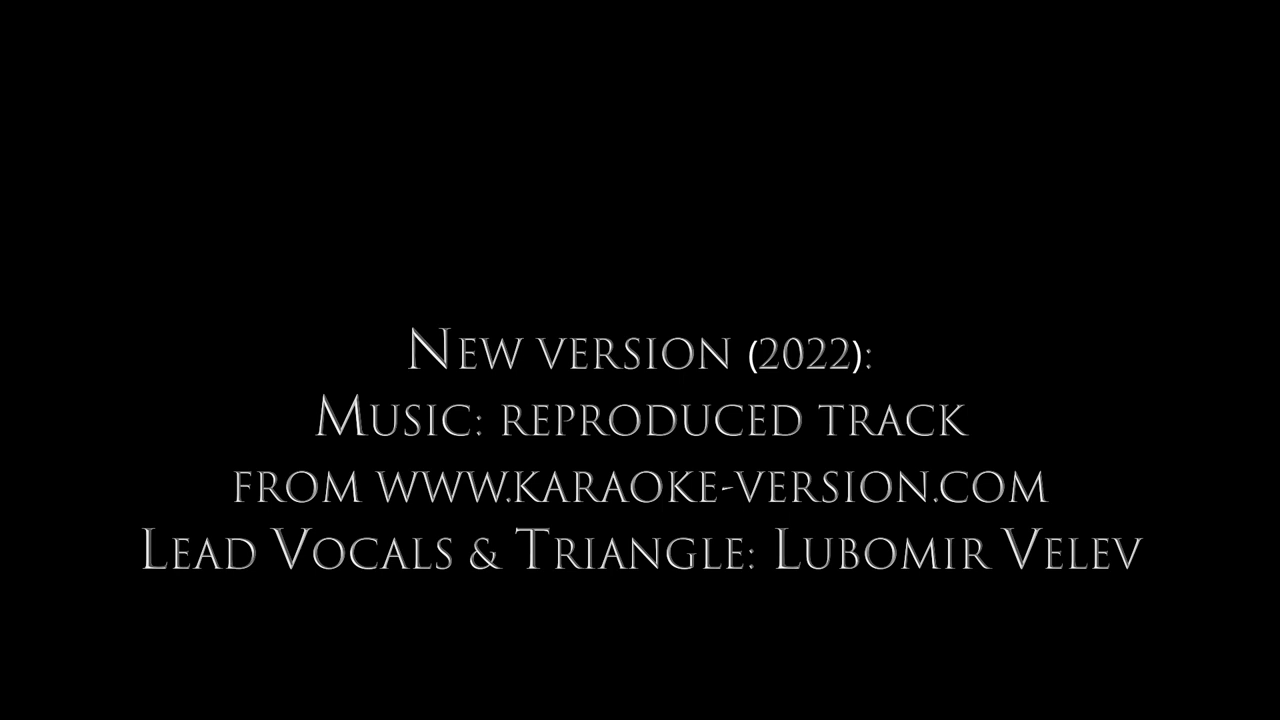 New version (2022):
Music: reproduced track
from www.karaoke-version.com
Lead Vocals & Triangle: Lubomir Velev